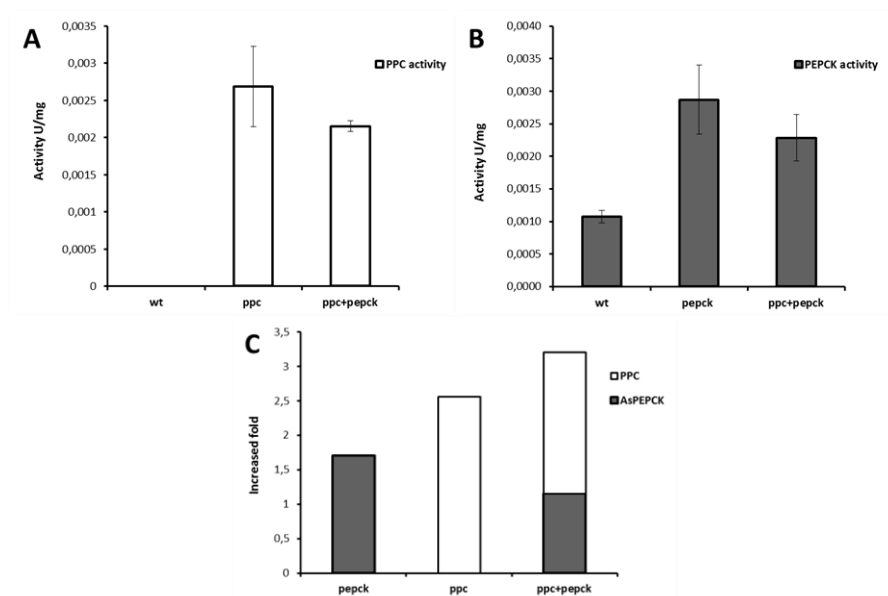 A
0,0035
0,003
0,0025
0,002
0,0015
0,001
0,0005
0
Activity U/mg
PPC activity
wt ppc ppc+pepck
B
0,0040
0,0035
0,0030
0,0025
0,0020
0,0015
0,0010
0,0005
0,0000
Activity U/mg
PEPCK activity
wt pepck ppc+pepck
C
3,5
3
2,5
2
1,5
1
0,5
0
Increased fold
PPC
AsPEPCK
pepck ppc ppc+pepck